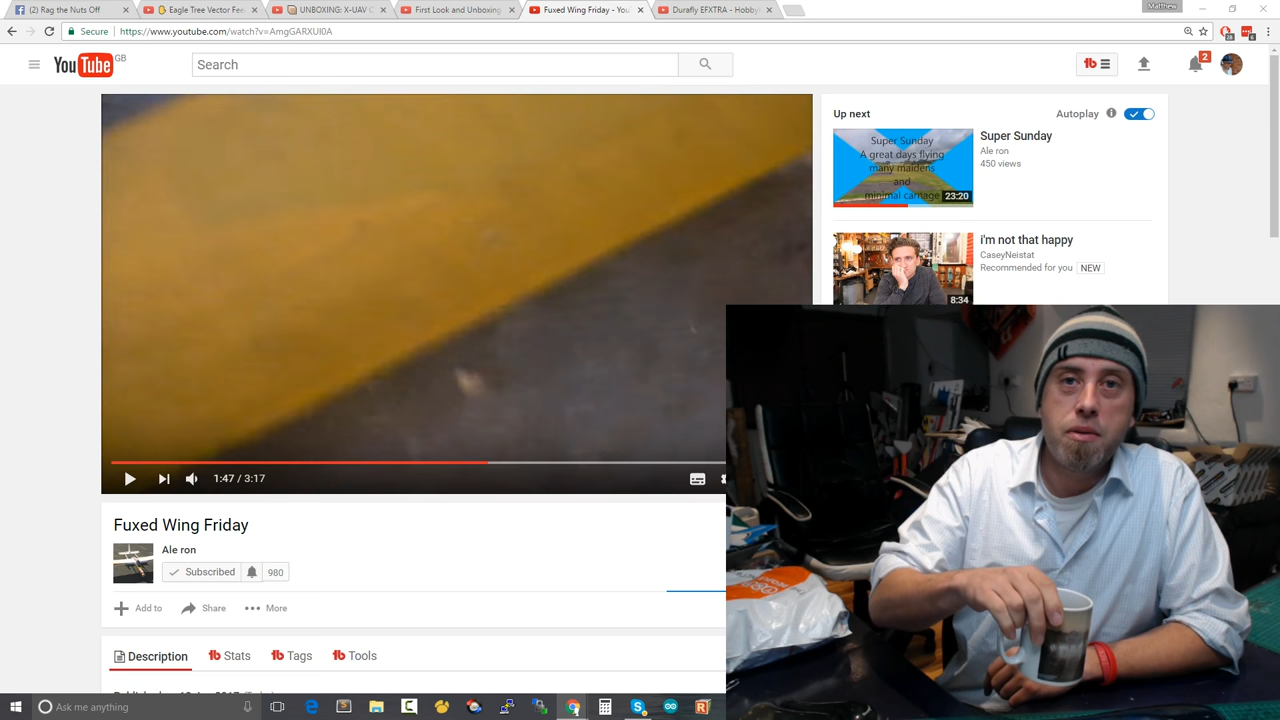 (2) Rag the Nuts Off
Eagle Tree Vector Fee
UNBOXING: X-UAV C
First Look and Unboxing
Fuxed Wing Friday - You
Durafly EFXTRA - Hobby
Matthew
Secure
https://www.youtube.com/watch?v=AmgGARXUI0A
28
6
YouTube GB
Search
2
Up next
Autoplay
Super Sunday
A great days flying
many maidens
and
minimal carnage
23:20
Super Sunday
Ale ron
450 views
8:34
i'm not that happy
CaseyNeistat
Recommended for you NEW
1:47 / 3:17
Fuxed Wing Friday
Ale ron
Subscribed
980
Add to
Share
More
Description
Stats
Tags
Tools
Ask me anything